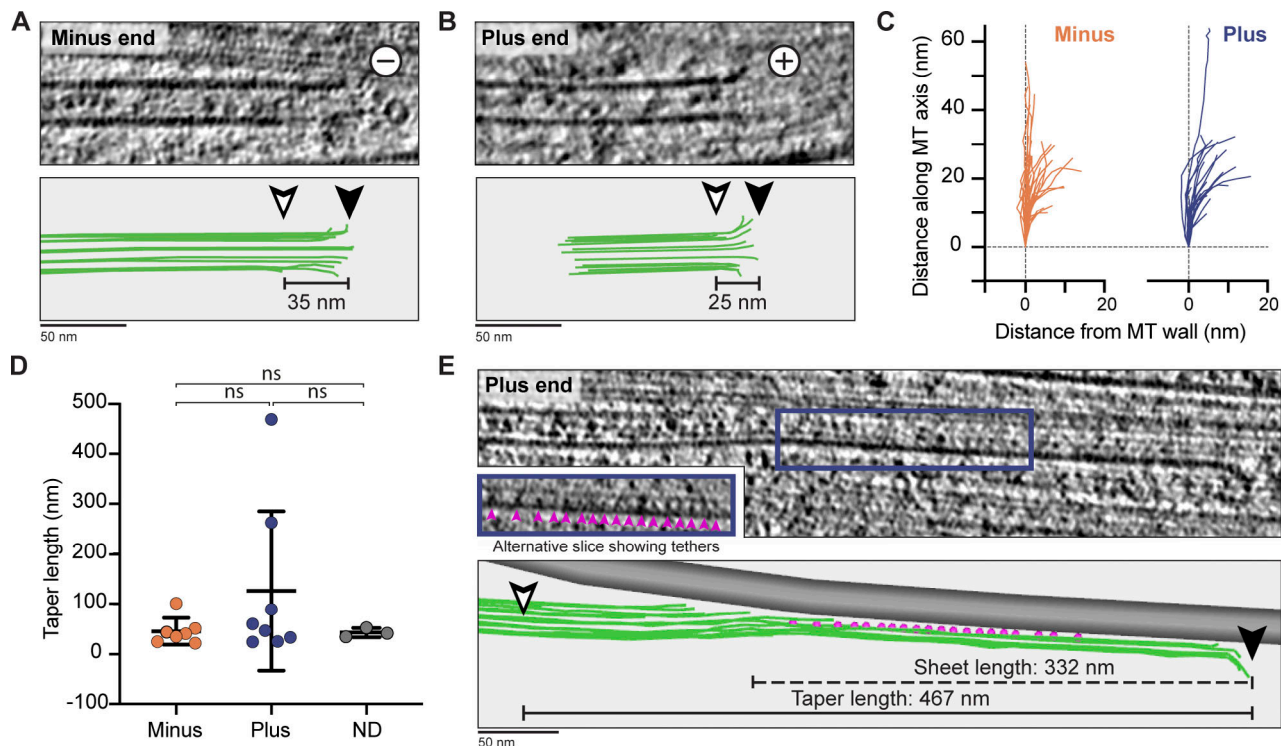 A
Minus end
−
35 nm
50 nm
B
Plus end
+
25 nm
50 nm
C
Minus
Plus
Distance along MT axis (nm)
60
40
20
0
0
20
0
20
Distance from MT wall (nm)
D
ns
ns
ns
Taper length (nm)
500
400
300
200
100
0
-100
Minus
Plus
ND
E
Plus end
Alternative slice showing tethers
Sheet length: 332 nm
Taper length: 467 nm
50 nm